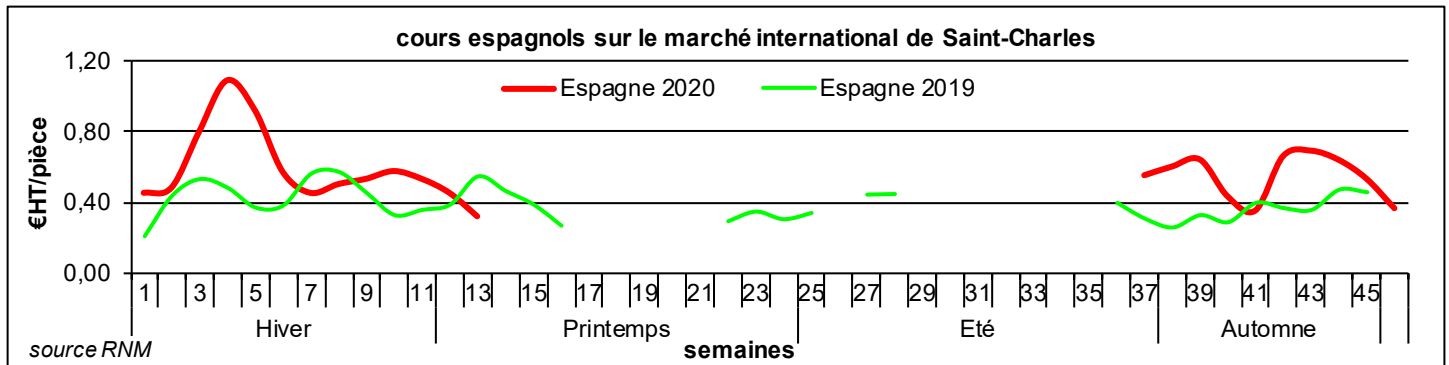 cours espagnols sur le marché international de Saint-Charles
Espagne 2020 Espagne 2019
€HT/pièce
1,20
0,80
0,40
0,00
1 3 5 7 9 11 13 15 17 19 21 23 25 27 29 31 33 35 37 39 41 43 45
Hiver Printemps Eté Automne
source RNM semaines